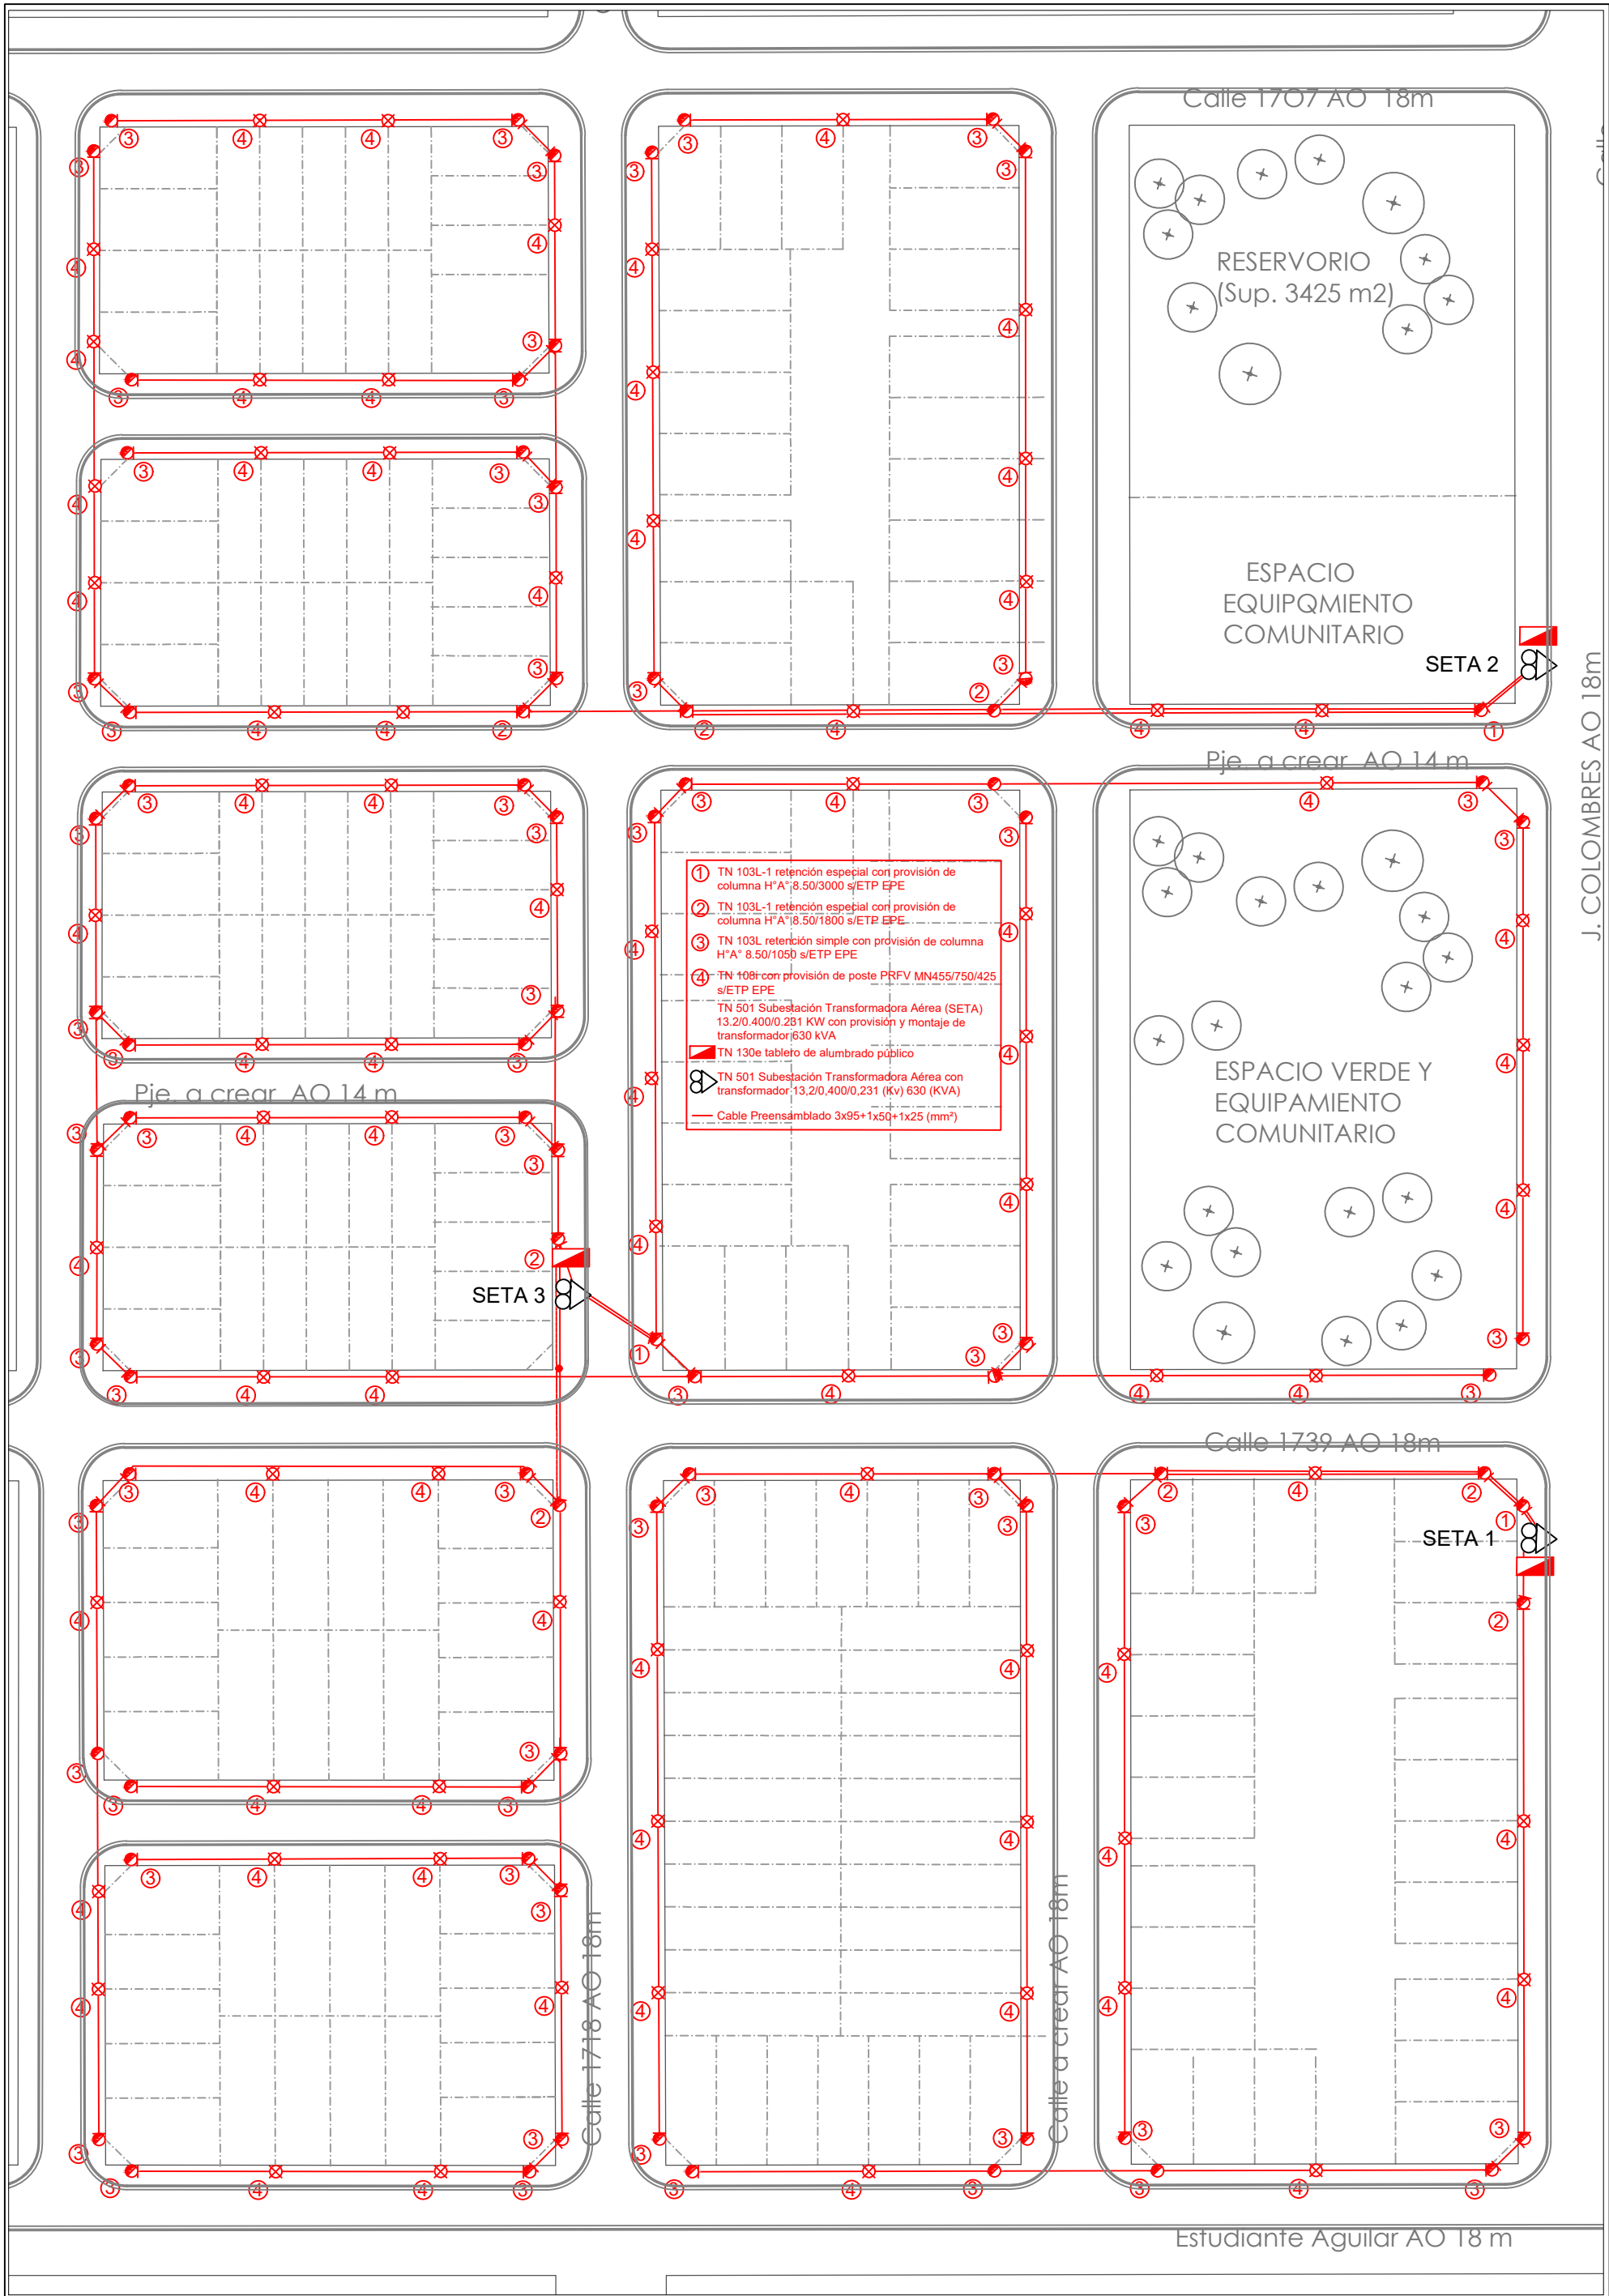 Calle 17O7 AO 18m
RESERVORIO
(Sup. 3425 m2)
ESPACIO
EQUIPQMIENTO
COMUNITARIO
SETA 2
J. COLOMBRES AO 18m
Pje. a crear AO 14 m
1 TN 103L-1 retención especial con provisión de
columna H°A° 8.50/3000 s/ETP EPE
2 TN 103L-1 retención especial con provisión de
columna H°A° 8.50/1800 s/ETP EPE
3 TN 103L retención simple con provisión de columna
H°A° 8.50/1050 s/ETP EPE
4 TN 108i con provisión de poste PRFV MN455/750/425
s/ETP EPE
TN 501 Subestación Transformadora Aérea (SETA)
13.2/0.400/0.231 KW con provisión y montaje de
transformador 630 kVA
TN 130e tablero de alumbrado público
TN 501 Subestación Transformadora Aérea con
transformador 13,2/0,400/0,231 (Kv) 630 (KVA)
Cable Preensamblado 3x95+1x50+1x25 (mm²)
ESPACIO VERDE Y
EQUIPAMIENTO
COMUNITARIO
Pje. a crear AO 14 m
SETA 3
Calle 1739 AO 18m
SETA 1
Calle 1718 AO 18m
Calle a crear AO 18m
Estudiante Aguilar AO 18 m